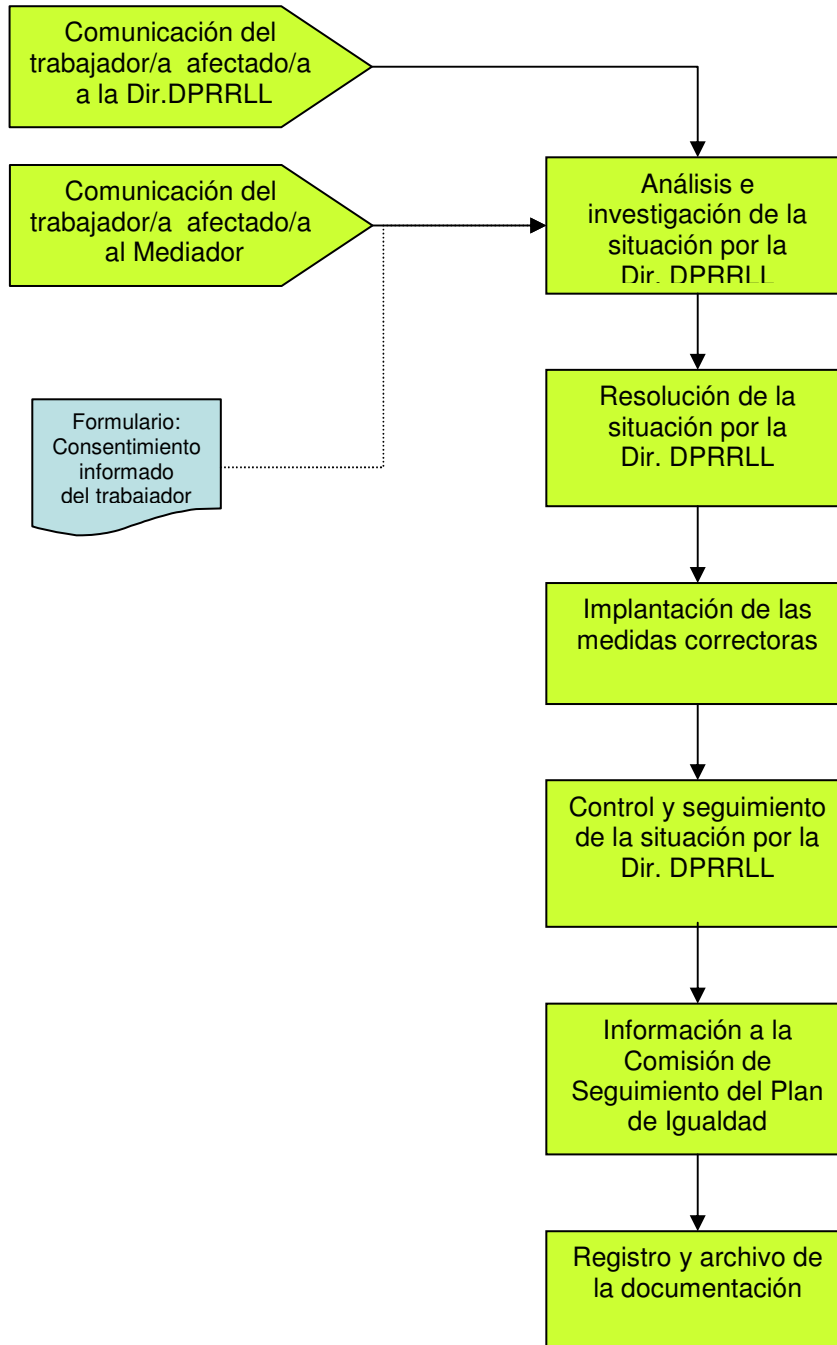 Comunicación del
trabajador/a afectado/a
a la Dir.DPRRLL
Comunicación del
trabajador/a afectado/a
al Mediador
Análisis e
investigación de la
situación por la
Dir. DPRRLL
Formulario:
Consentimiento
informado
del trabajador
Resolución de la
situación por la
Dir. DPRRLL
Implantación de las
medidas correctoras
Control y seguimiento
de la situación por la
Dir. DPRRLL
Información a la
Comisión de
Seguimiento del Plan
de Igualdad
Registro y archivo de
la documentación